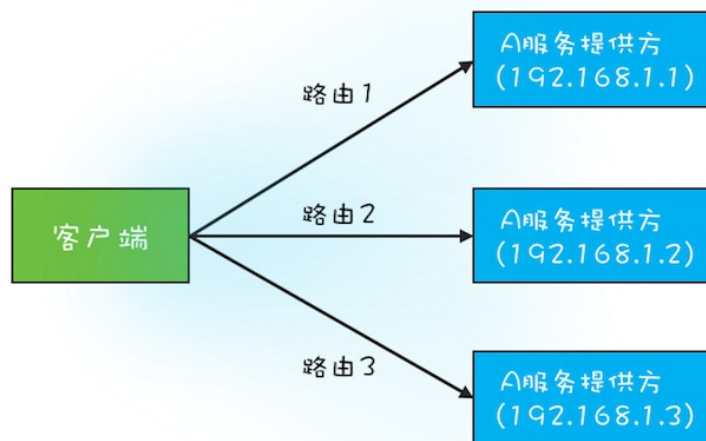 A服务提供方
(192.168.1.1)
路由1
客户端
路由2
A服务提供方
(192.168.1.2)
路由3
A服务提供方
(192.168.1.3)